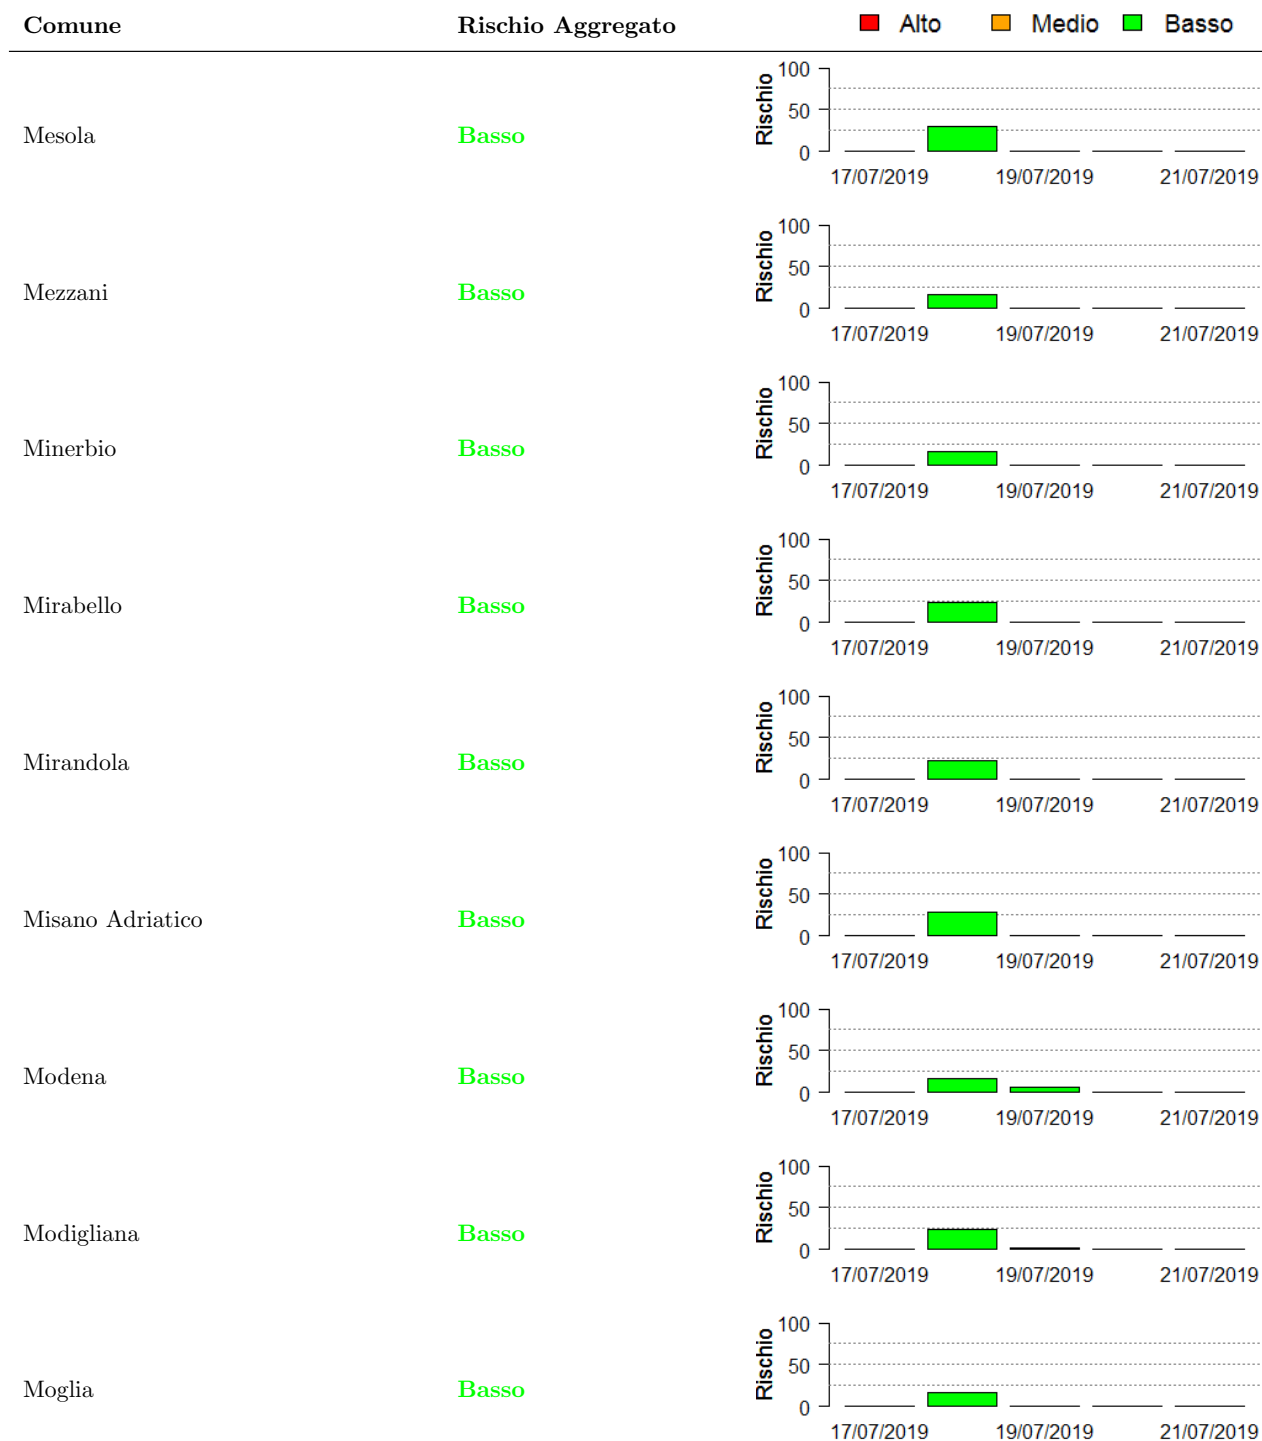 Comune Rischio Aggregato Alto Medio Basso
Mesola Basso
Rischio
100
50
0
17/07/2019 19/07/2019 21/07/2019
Mezzani Basso
Rischio
100
50
0
17/07/2019 19/07/2019 21/07/2019
Minerbio Basso
Rischio
100
50
0
17/07/2019 19/07/2019 21/07/2019
Mirabello Basso
Rischio
100
50
0
17/07/2019 19/07/2019 21/07/2019
Mirandola Basso
Rischio
100
50
0
17/07/2019 19/07/2019 21/07/2019
Misano Adriatico Basso
Rischio
100
50
0
17/07/2019 19/07/2019 21/07/2019
Modena Basso
Rischio
100
50
0
17/07/2019 19/07/2019 21/07/2019
Modigliana Basso
Rischio
100
50
0
17/07/2019 19/07/2019 21/07/2019
Moglia Basso
Rischio
100
50
0
17/07/2019 19/07/2019 21/07/2019